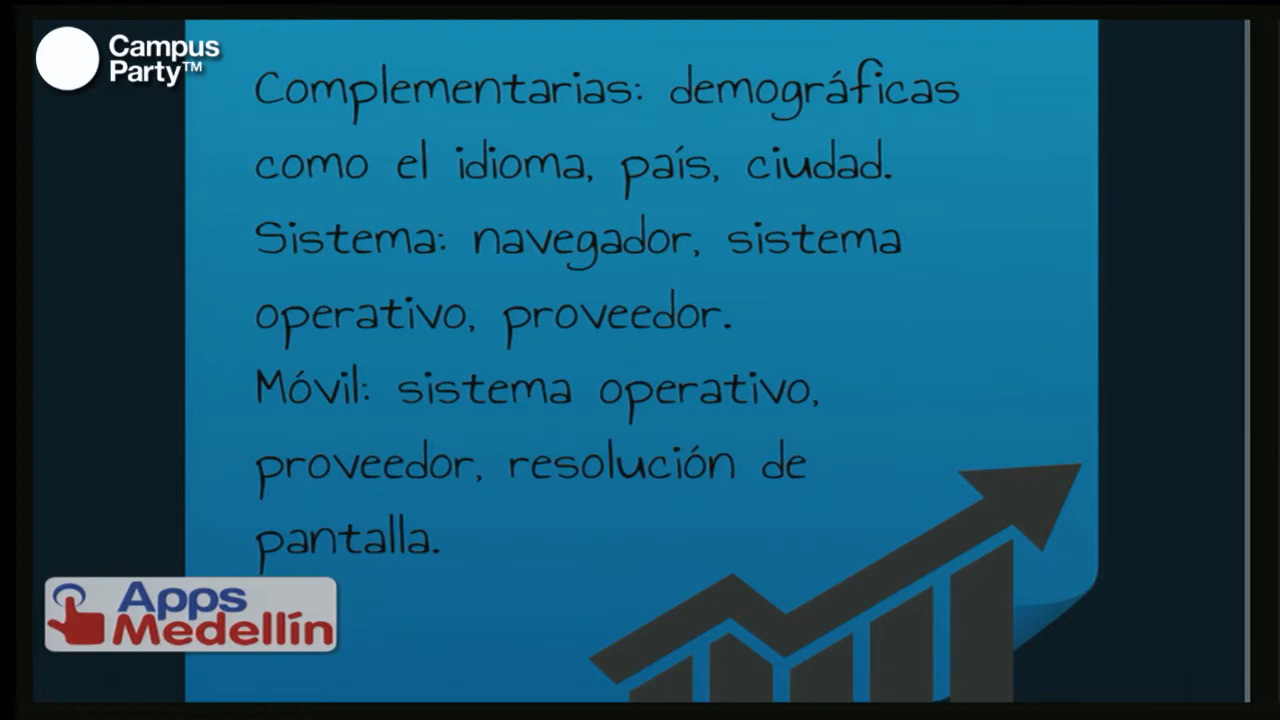 Campus
Party™
Complementarias: demográficas
como el idioma, país, ciudad.
Sistema: navegador, sistema
operativo, proveedor.
Móvil: sistema operativo,
proveedor, resolución de
pantalla.
Apps
Medellín